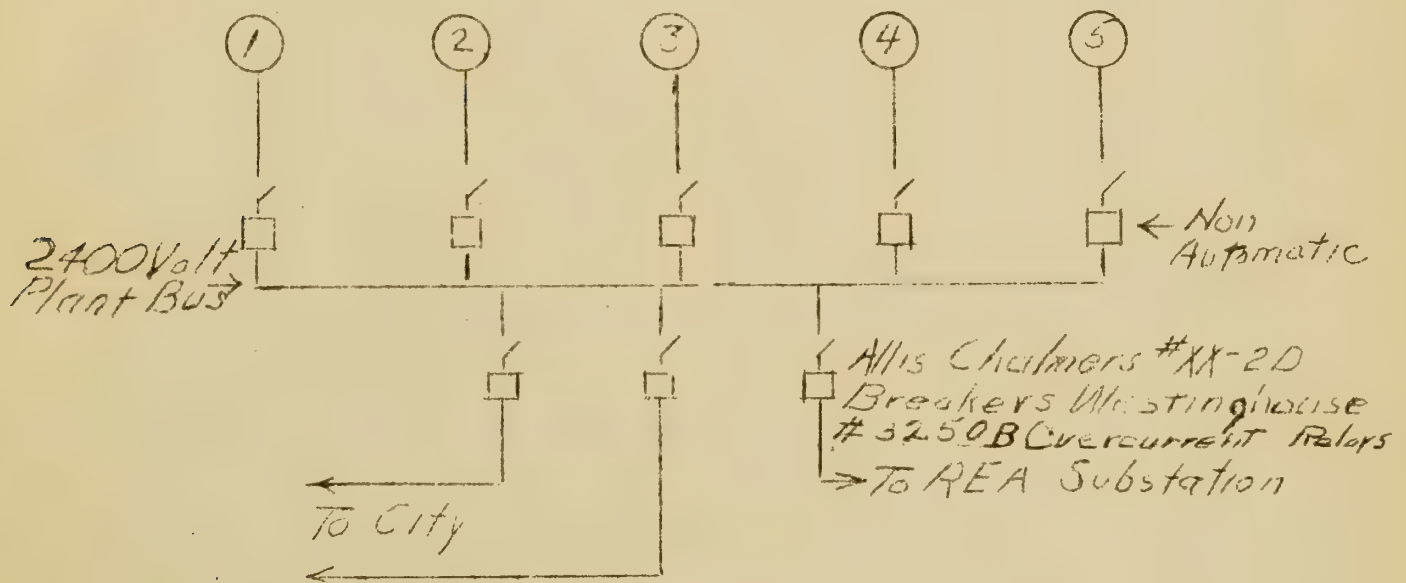 1 2 3 4 5
Non
Automatic
2400 Volt
Plant Bus
Allis Chalmers #XX-2D
Breakers Westinghouse
#3250B Overcurrent Relays
To REA Substation
To City